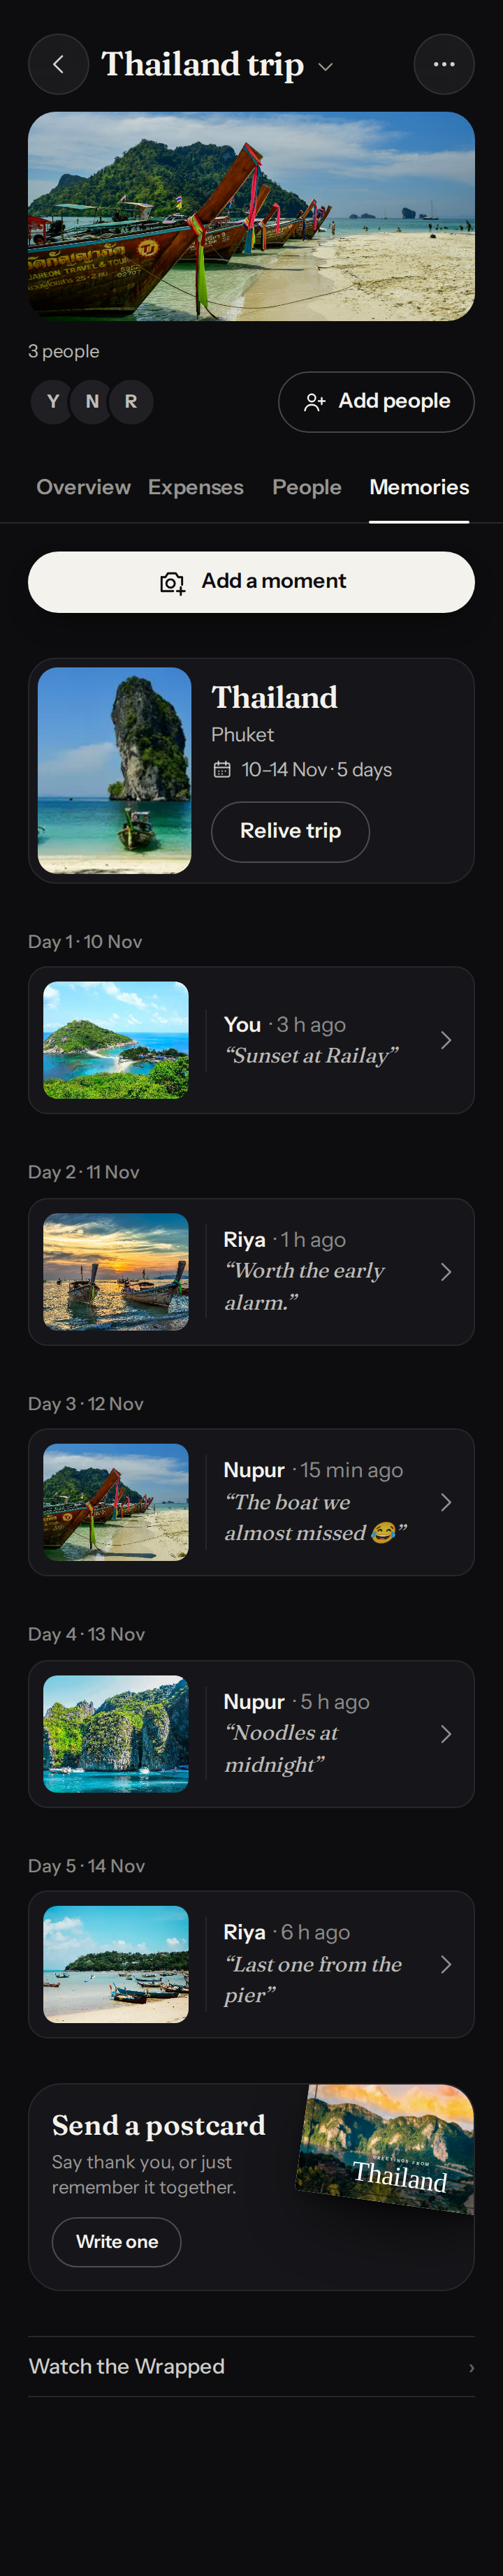 Thailand trip
3 people
Y N R
Add people
Overview Expenses People Memories
Add a moment
Thailand
Phuket
10–14 Nov · 5 days
Relive trip
Day 1 · 10 Nov
You · 3 h ago
“Sunset at Railay”
Day 2 · 11 Nov
Riya · 1 h ago
“Worth the early
alarm.”
Day 3 · 12 Nov
Nupur · 15 min ago
“The boat we
almost missed 😂”
Day 4 · 13 Nov
Nupur · 5 h ago
“Noodles at
midnight”
Day 5 · 14 Nov
Riya · 6 h ago
“Last one from the
pier”
Send a postcard
Say thank you, or just
remember it together.
Write one
GREETINGS FROM
Thailand
Watch the Wrapped